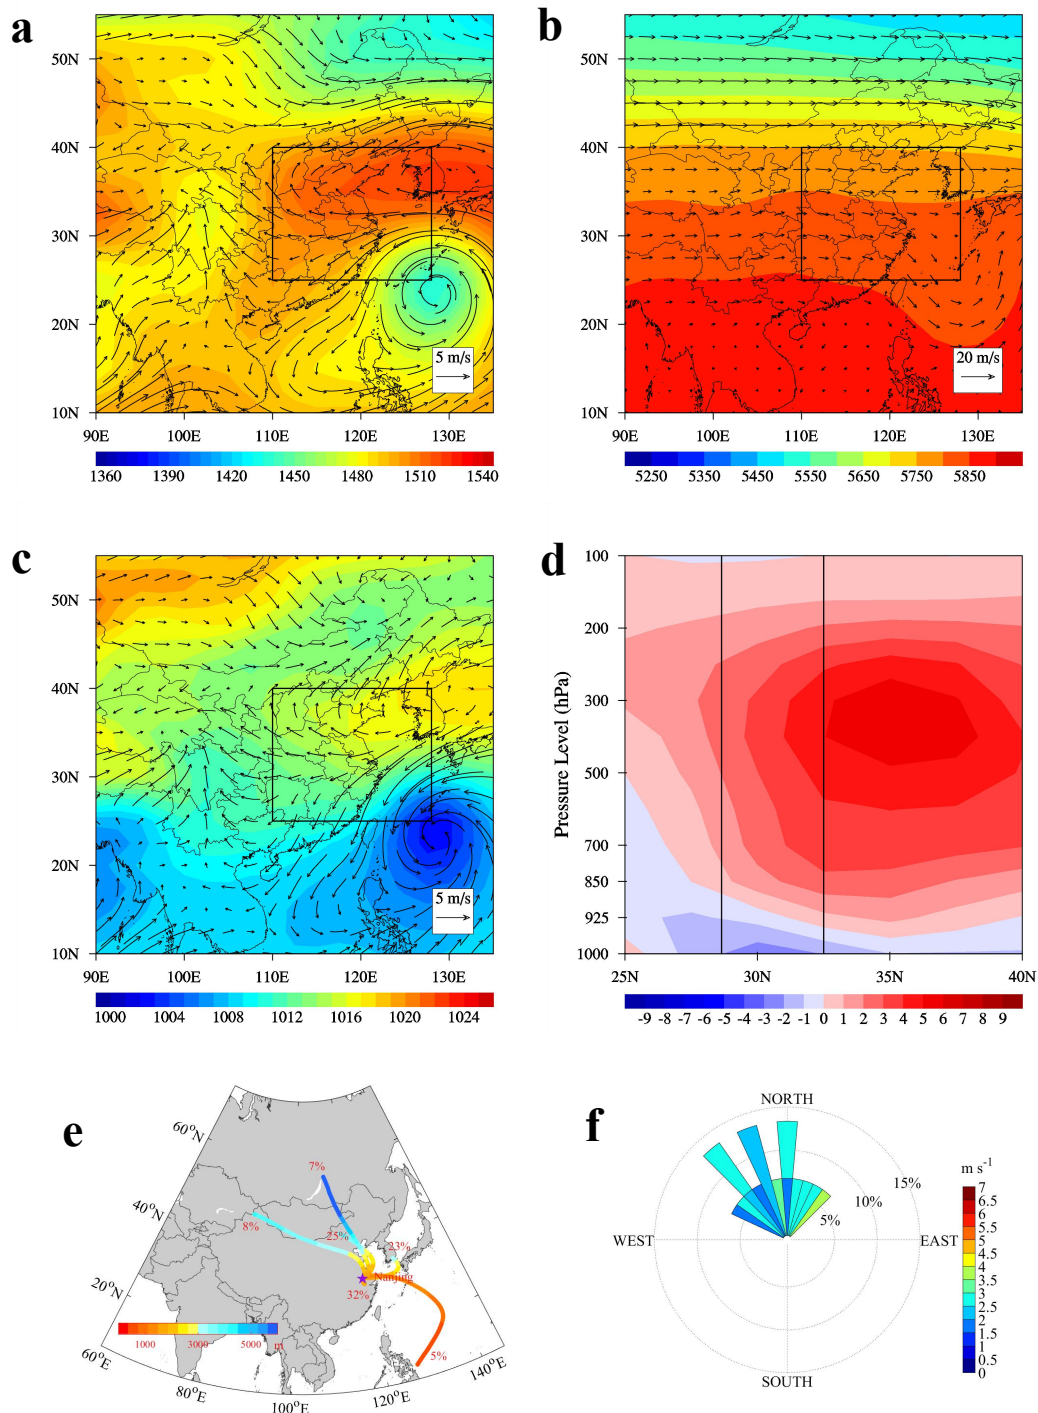 a
50N
40N
30N
20N
10N
90E 100E 110E 120E 130E
5 m/s
1360 1390 1420 1450 1480 1510 1540
b
50N
40N
30N
20N
10N
90E 100E 110E 120E 130E
20 m/s
5250 5350 5450 5550 5650 5750 5850
c
50N
40N
30N
20N
10N
90E 100E 110E 120E 130E
5 m/s
1000 1004 1008 1012 1016 1020 1024
d
Pressure Level (hPa)
100
200
300
500
700
850
925
1000
25N 30N 35N 40N
-9 -8 -7 -6 -5 -4 -3 -2 -1 0 1 2 3 4 5 6 7 8 9
e
60°N
40°N
20°N
60°E
80°E
100°E
120°E
140°E
7%
8%
25%
23%
Nanjing
32%
5%
1000 3000 5000 m
f
NORTH
15%
10%
5%
WEST
EAST
SOUTH
m s⁻¹
7
6.5
6
5.5
5
4.5
4
3.5
3
2.5
2
1.5
1
0.5
0